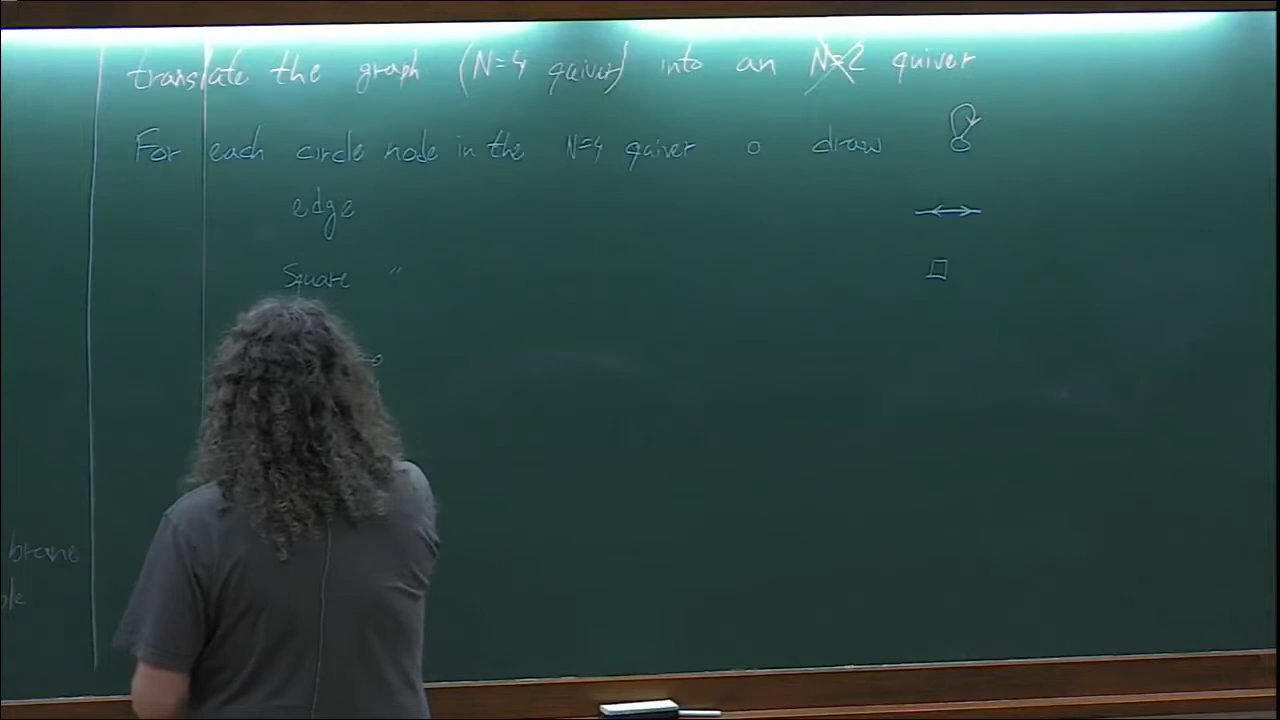 translate the graph (N=4 quiver) into an N=2 quiver
For each circle node in the N=4 quiver o draw
edge
Square "
brane